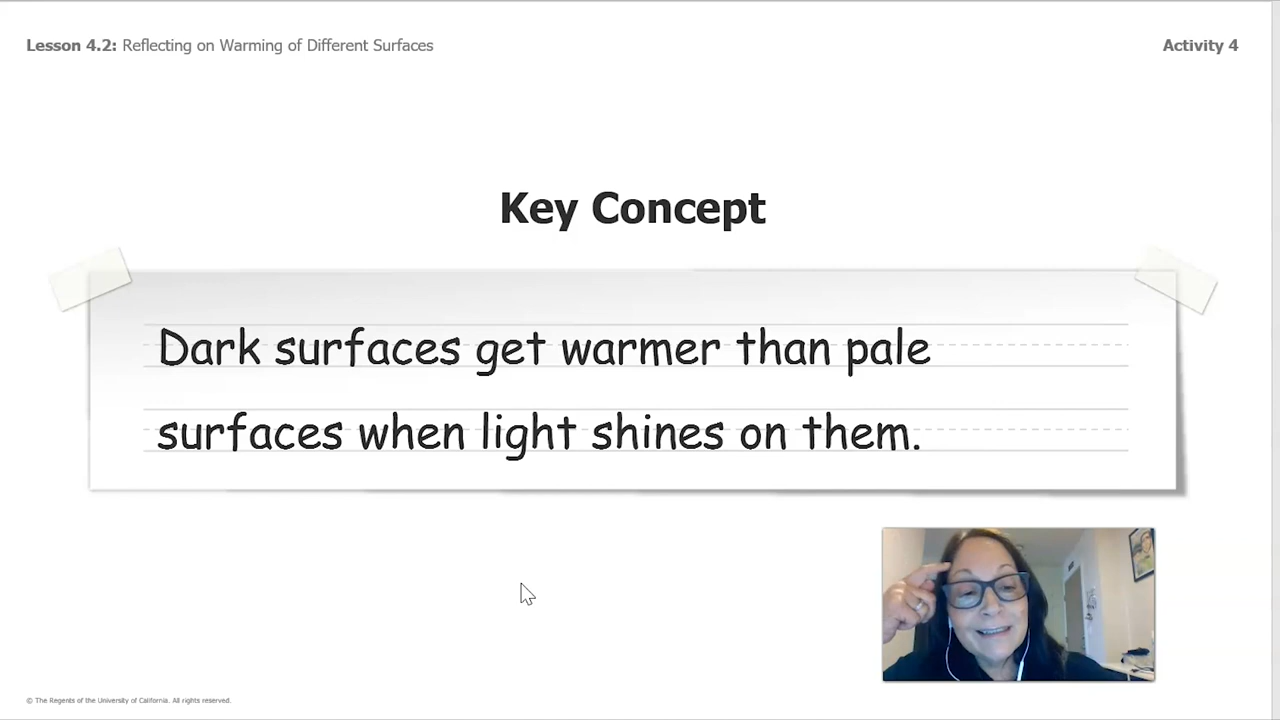 Lesson 4.2: Reflecting on Warming of Different Surfaces
Activity 4
Key Concept
Dark surfaces get warmer than pale
surfaces when light shines on them.
© The Regents of the University of California. All rights reserved.